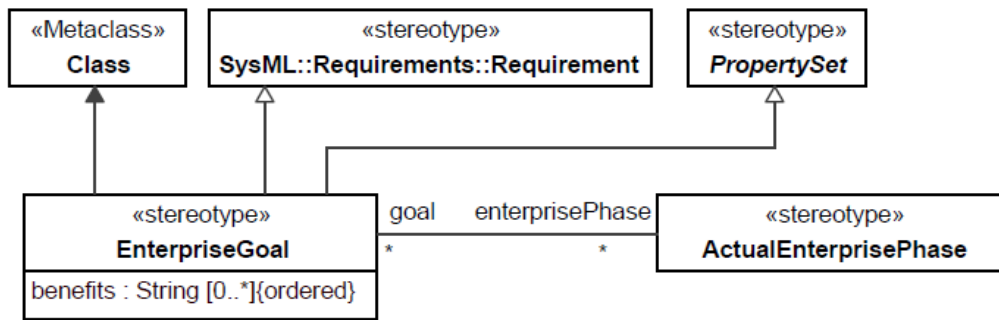 «Metaclass»
Class
«stereotype»
SysML::Requirements::Requirement
«stereotype»
PropertySet
«stereotype»
EnterpriseGoal
benefits : String [0..*]{ordered}
goal
enterprisePhase
*
*
«stereotype»
ActualEnterprisePhase